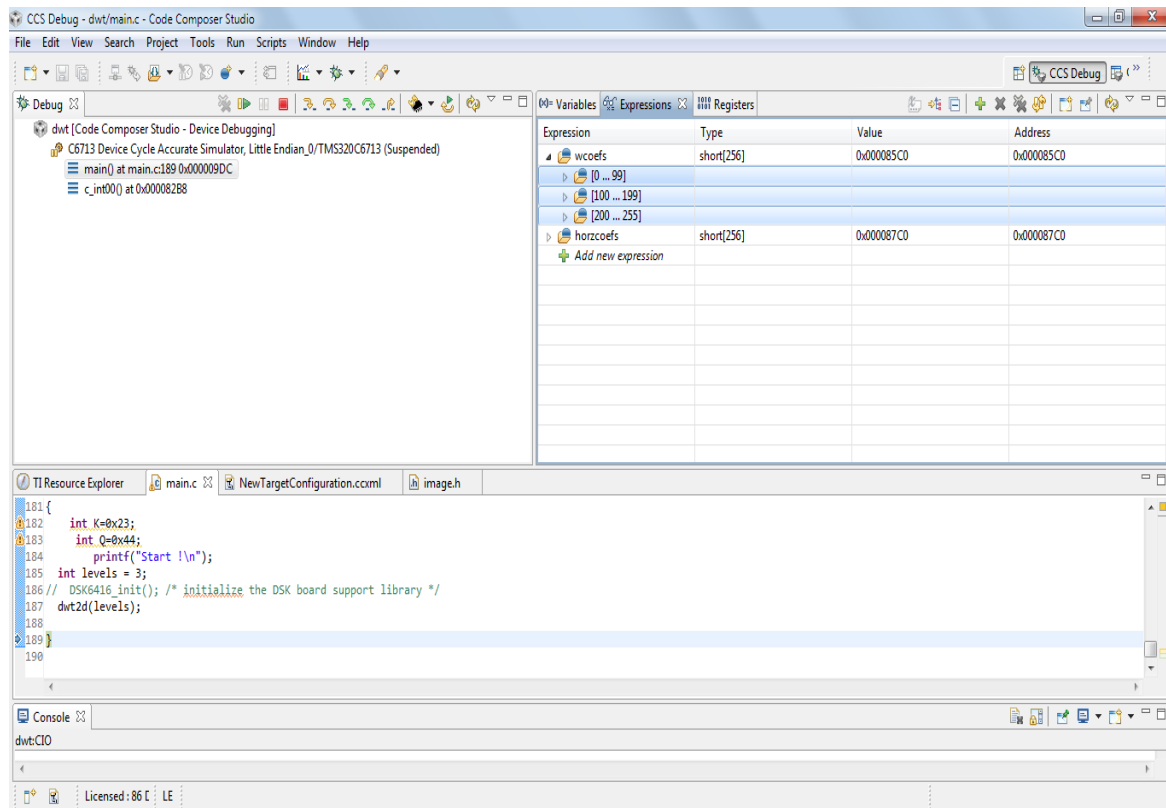 CCS Debug - dwt/main.c - Code Composer Studio
File Edit View Search Project Tools Run Scripts Window Help
CCS Debug
Debug
dwt [Code Composer Studio - Device Debugging]
C6713 Device Cycle Accurate Simulator, Little Endian_0/TMS320C6713 (Suspended)
main() at main.c:189 0x000009DC
c_int00() at 0x000082B8
(x)= Variables Expressions Registers
Expression Type Value Address
wcoefs short[256] 0x000085C0 0x000085C0
[0 ... 99]
[100 ... 199]
[200 ... 255]
horzcoefs short[256] 0x000087C0 0x000087C0
Add new expression
TI Resource Explorer main.c NewTargetConfiguration.ccxml image.h
181 {
182 int K=0x23;
183 int Q=0x44;
184 printf("Start !\n");
185 int levels = 3;
186 // DSK6416_init(); /* initialize the DSK board support library */
187 dwt2d(levels);
188
189 }
190
Console
dwt:CIO
Licensed : 86 D LE